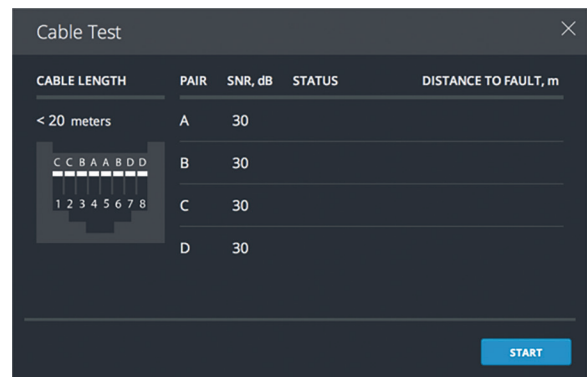 Cable Test
CABLE LENGTH PAIR SNR, dB STATUS DISTANCE TO FAULT, m
< 20 meters
A 30
C C B A A B D D
1 2 3 4 5 6 7 8
B 30
C 30
D 30
START